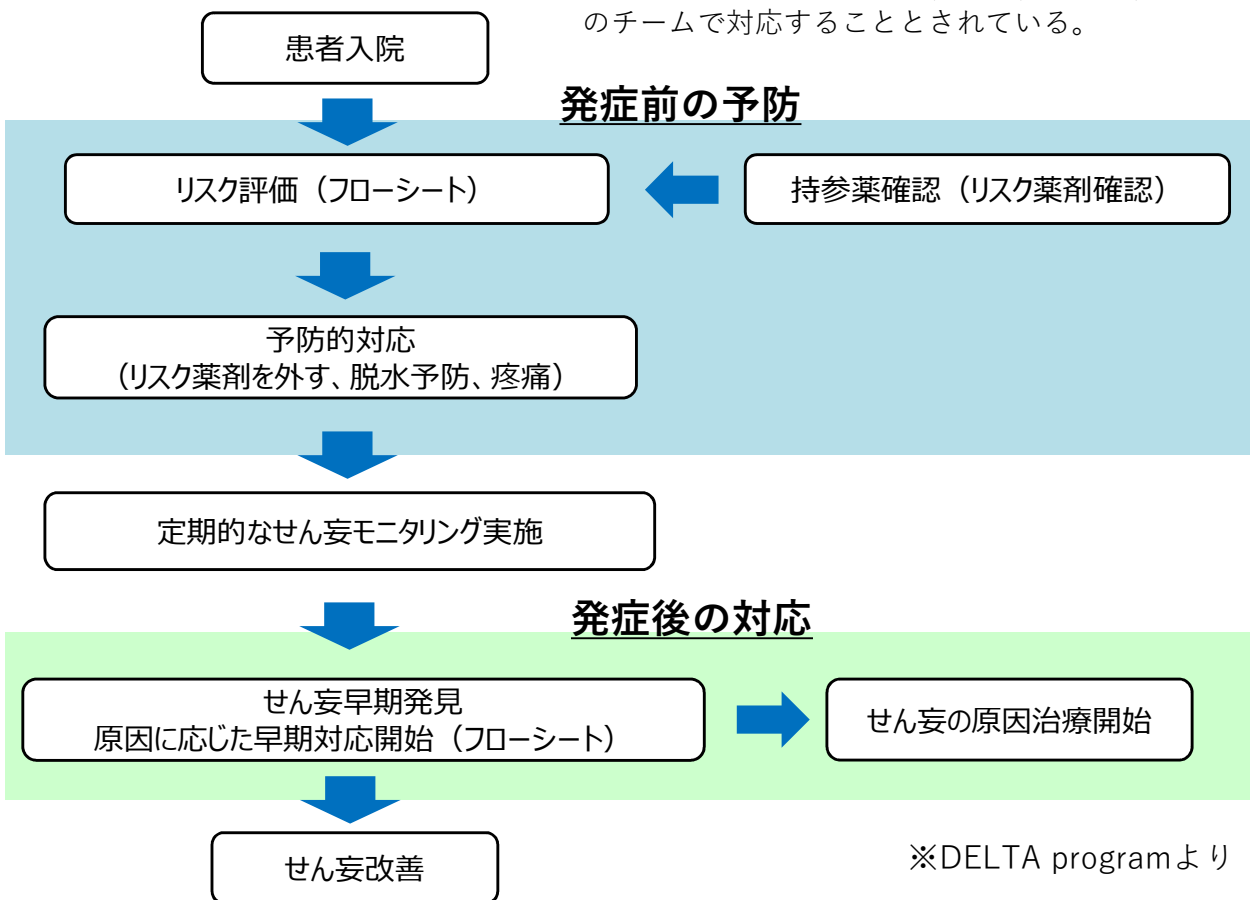 のチームで対応することとされている。
患者入院
発症前の予防
リスク評価（フローシート）
持参薬確認（リスク薬剤確認）
予防的対応
（リスク薬剤を外す、脱水予防、疼痛）
定期的なせん妄モニタリング実施
発症後の対応
せん妄早期発見
原因に応じた早期対応開始（フローシート）
せん妄の原因治療開始
せん妄改善
※DELTA programより